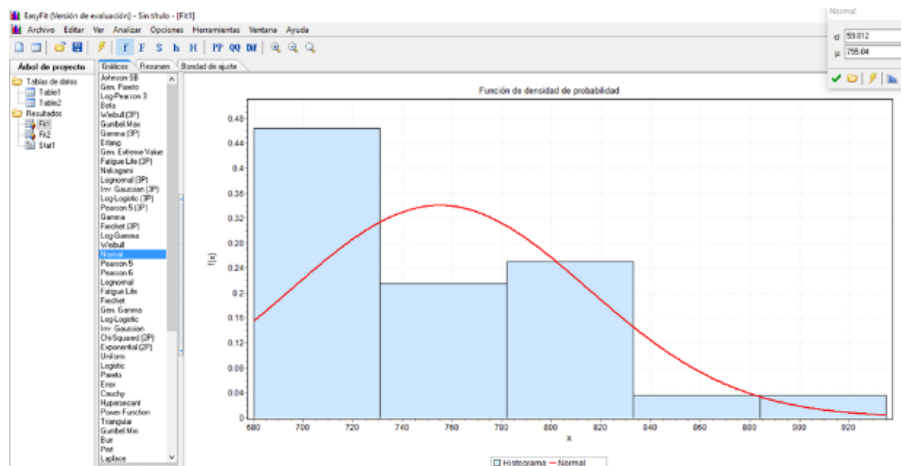 EasyFit (Versión de evaluación) - Sin título - [Fit1]
Archivo Editar Ver Analizar Opciones Herramientas Ventana Ayuda
f F S h H PP QQ Dif
Árbol de proyecto
Tablas de datos
Table1
Table2
Resultados
Fit1
Fit2
Stat1
Gráficos Resumen Bondad de ajuste
Johnson SB
Gen. Pareto
Log-Pearson 3
Beta
Weibull (3P)
Gumbel Max
Gamma (3P)
Erlang
Gen. Extreme Value
Fatigue Life (3P)
Nakagami
Lognormal (3P)
Inv. Gaussian (3P)
Log-Logistic (3P)
Pearson 5 (3P)
Gamma
Frechet (3P)
Log-Gamma
Weibull
Normal
Pearson 5
Pearson 6
Lognormal
Fatigue Life
Frechet
Gen. Gamma
Log-Logistic
Inv. Gaussian
Chi-Squared (2P)
Exponential (2P)
Uniform
Logistic
Pareto
Error
Cauchy
Hypersecant
Power Function
Triangular
Gumbel Min
Burr
Pert
Laplace
Función de densidad de probabilidad
f(x)
0.48
0.44
0.4
0.36
0.32
0.28
0.24
0.2
0.16
0.12
0.08
0.04
0
680 700 720 740 760 780 800 820 840 860 880 900 920
x
Histograma Normal
Normal
σ 59.812
μ 755.04